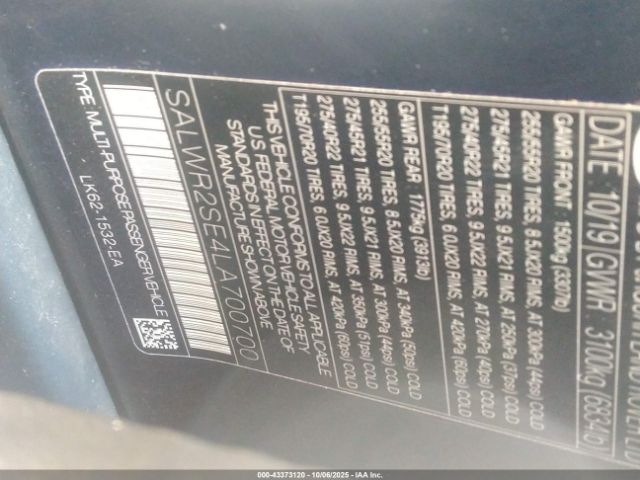 DATE: 10/19 GVWR: 3100kg (6834lb)
GAWR FRONT: 1500kg (3307lb)
255/55R20 TIRES, 8.5JX20 RIMS, AT 300kPa (44psi) COLD
275/45R21 TIRES, 9.5JX21 RIMS, AT 250kPa (37psi) COLD
275/40R22 TIRES, 9.5JX22 RIMS, AT 270kPa (40psi) COLD
T195/70R20 TIRES, 6.0JX20 RIMS, AT 420kPa (60psi) COLD
GAWR REAR: 1775kg (3913lb)
255/55R20 TIRES, 8.5JX20 RIMS, AT 340kPa (50psi) COLD
275/45R21 TIRES, 9.5JX21 RIMS, AT 300kPa (44psi) COLD
275/40R22 TIRES, 9.5JX22 RIMS, AT 350kPa (51psi) COLD
T195/70R20 TIRES, 6.0JX20 RIMS, AT 420kPa (60psi) COLD
THIS VEHICLE CONFORMS TO ALL APPLICABLE
U.S FEDERAL MOTOR VEHICLE SAFETY
STANDARDS IN EFFECT ON THE DATE OF
MANUFACTURE SHOWN ABOVE.
SALWR2SE4LA700700
TYPE: MULTI-PURPOSE PASSENGER VEHICLE
LK62-1532-EA
000-43373120 - 10/06/2025 - IAA, INC.